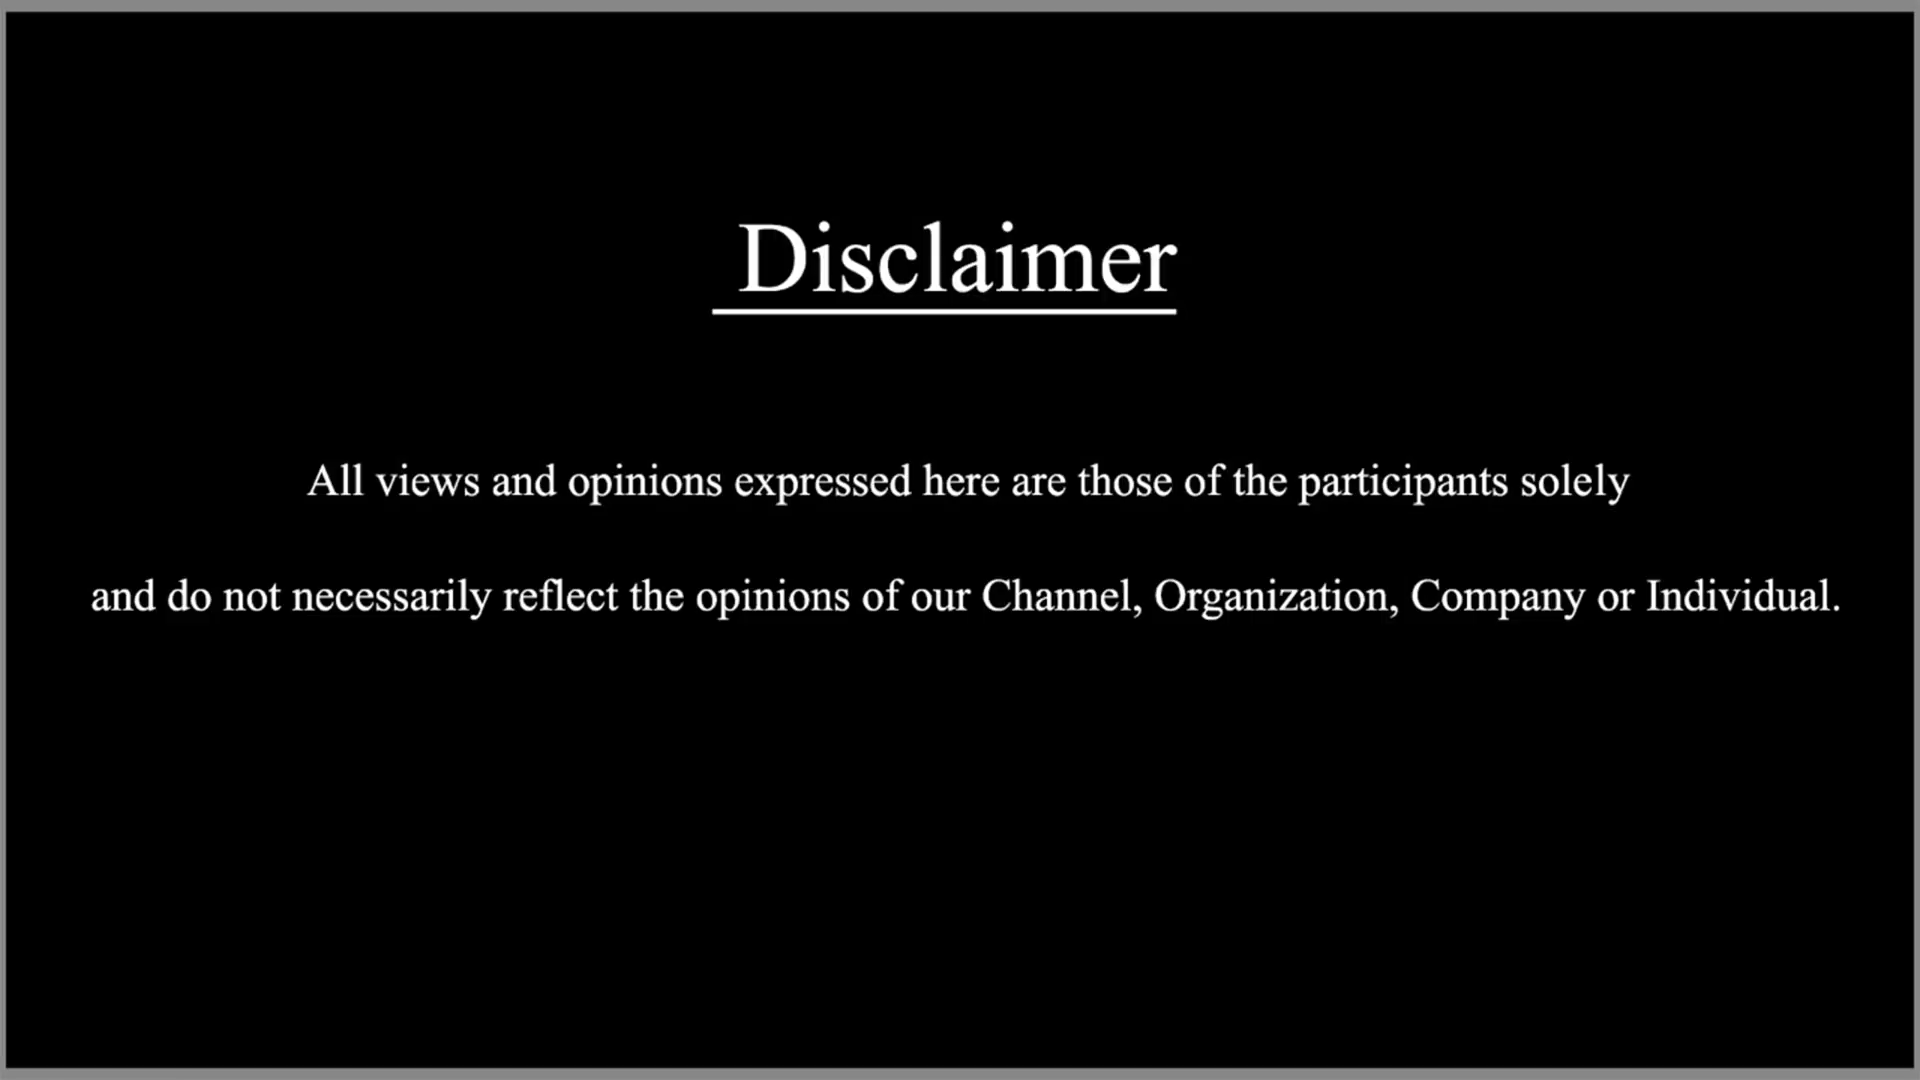 Disclaimer
All views and opinions expressed here are those of the participants solely
and do not necessarily reflect the opinions of our Channel, Organization, Company or Individual.